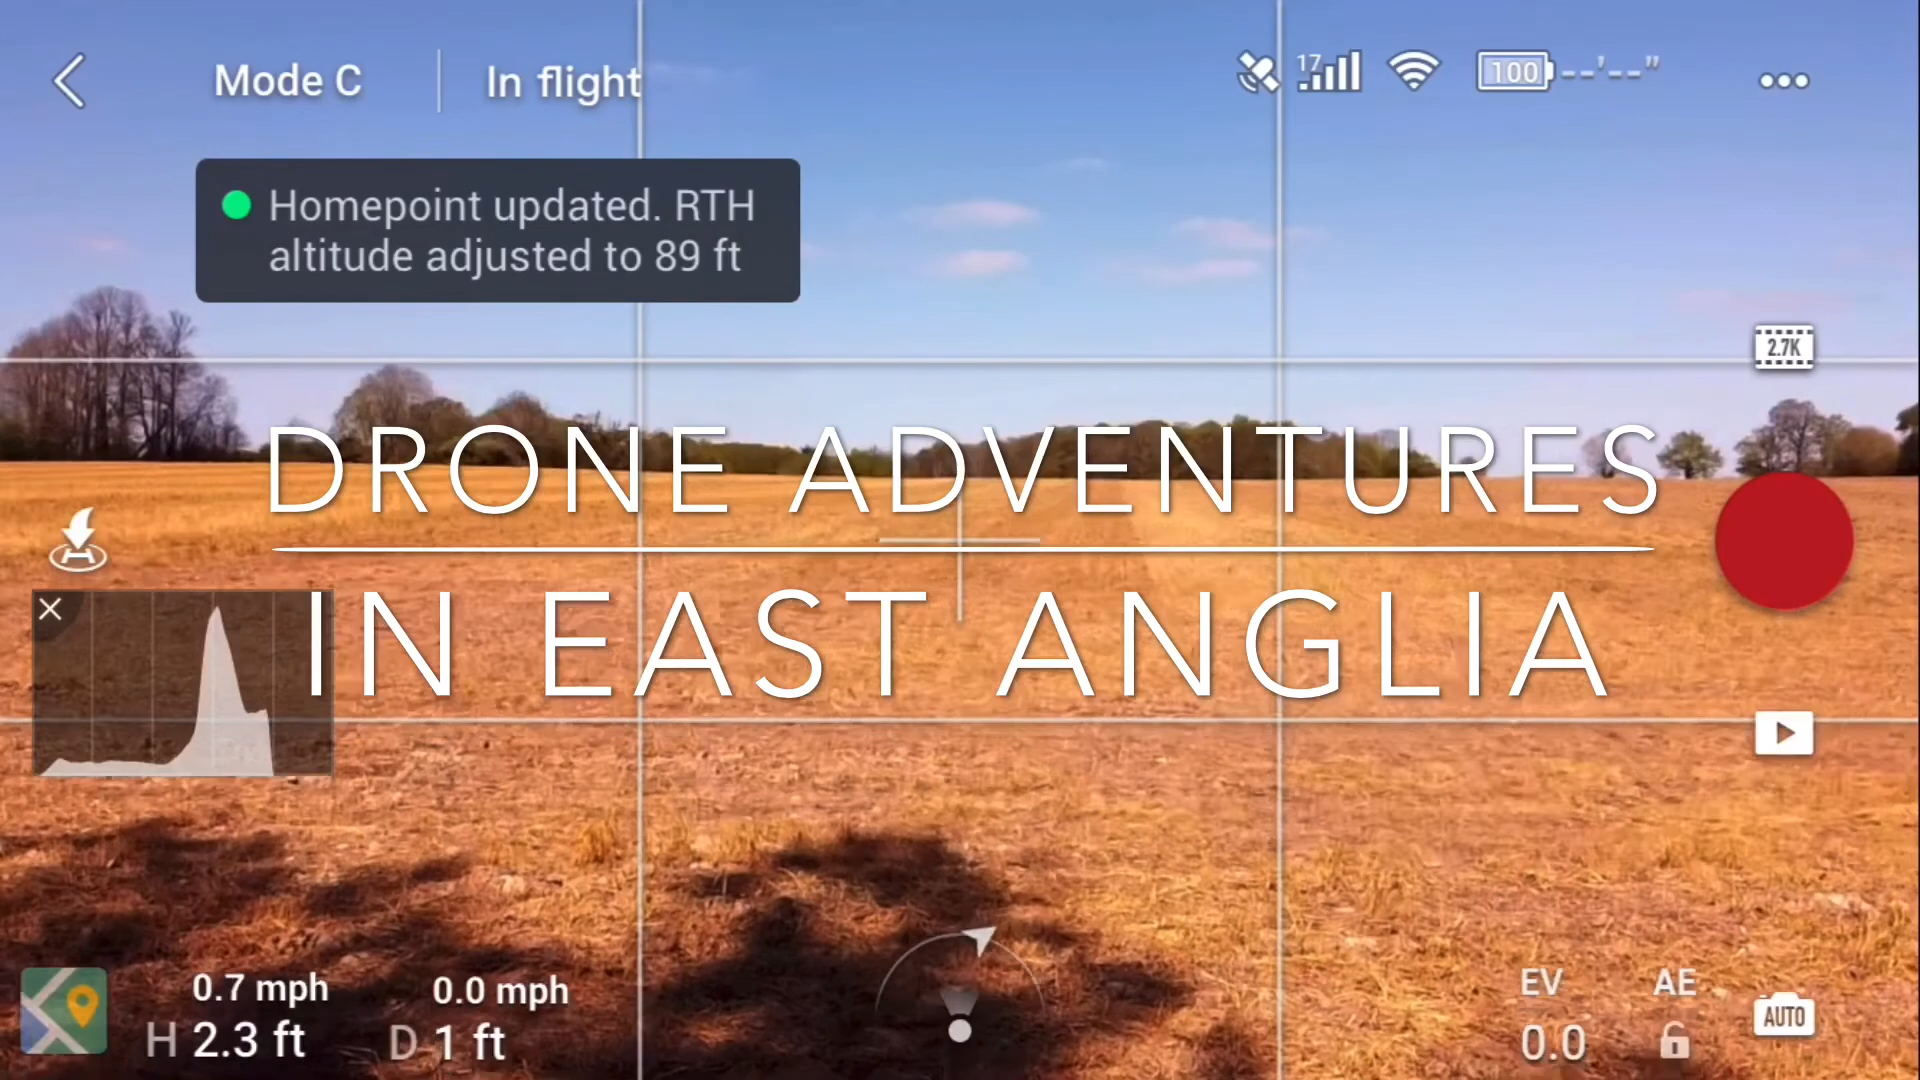 Mode C
In flight
17
100
--'--"
Homepoint updated. RTH
altitude adjusted to 89 ft
2.7K
DRONE ADVENTURES
IN EAST ANGLIA
0.7 mph
0.0 mph
H 2.3 ft
D 1 ft
EV
AE
0.0
AUTO